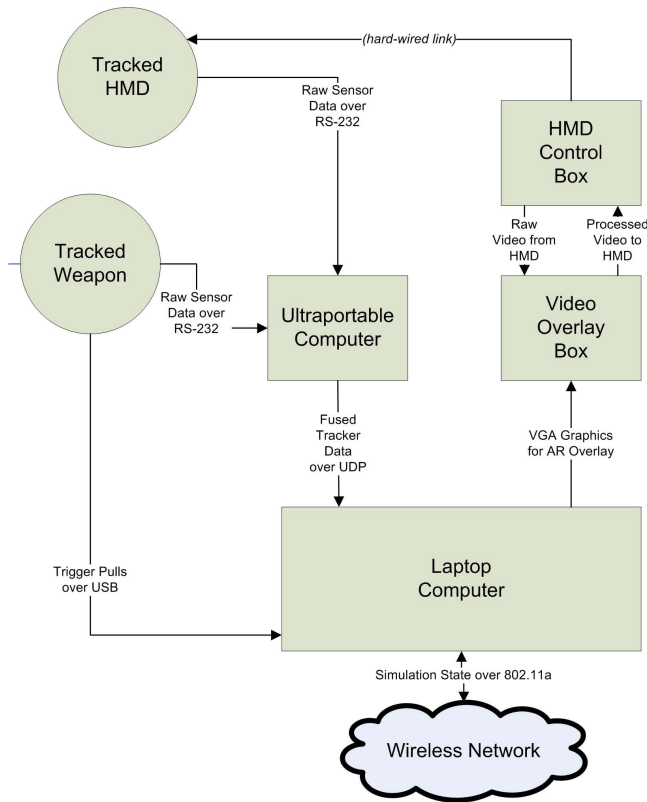 Tracked
HMD
(hard-wired link)
Raw Sensor
Data over
RS-232
HMD
Control
Box
Raw
Video from
HMD
Processed
Video to
HMD
Tracked
Weapon
Raw Sensor
Data over
RS-232
Ultraportable
Computer
Video
Overlay
Box
Fused
Tracker
Data
over UDP
VGA Graphics
for AR Overlay
Laptop
Computer
Trigger Pulls
over USB
Simulation State over 802.11a
Wireless Network